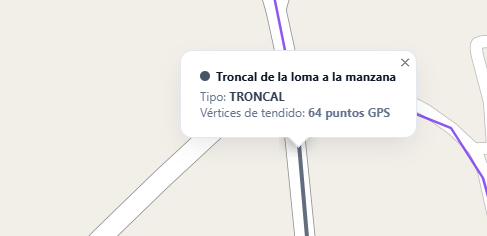 Troncal de la loma a la manzana
Tipo: TRONCAL
Vértices de tendido: 64 puntos GPS